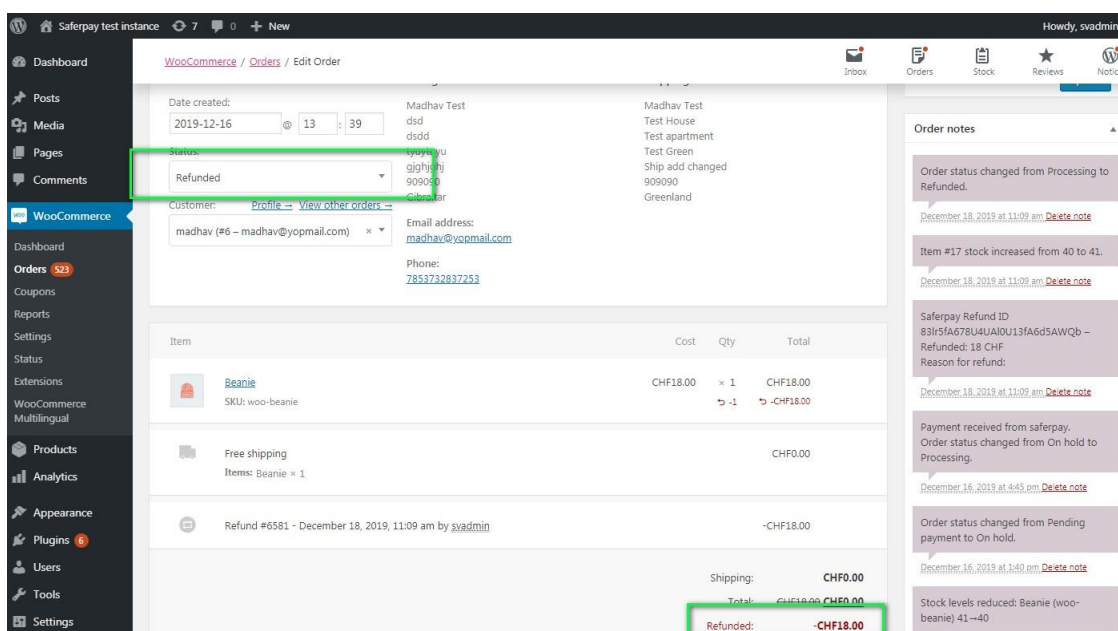 Saferpay test instance 7 0 + New
Howdy, svadmin
Dashboard
Posts
Media
Pages
Comments
WooCommerce
Dashboard
Orders 523
Coupons
Reports
Settings
Status
Extensions
WooCommerce
Multilingual
Products
Analytics
Appearance
Plugins 6
Users
Tools
Settings
WooCommerce / Orders / Edit Order
Inbox
Orders
Stock
Reviews
Notic
Date created:
2019-12-16 @ 13 : 39
Status:
Refunded
Customer: Profile → View other orders →
madhav (#6 – madhav@yopmail.com) × 
Madhav Test
dsd
dsdd
gjghjghj
909090
Gibraltar
Email address:
madhav@yopmail.com
Phone:
7853732837253
Madhav Test
Test House
Test apartment
Test Green
Ship add changed
909090
Greenland
Item Cost Qty Total
Beanie CHF18.00 × 1 CHF18.00
SKU: woo-beanie -1 -CHF18.00
Free shipping CHF0.00
Items: Beanie × 1
Refund #6581 - December 18, 2019, 11:09 am by svadmin -CHF18.00
Shipping: CHF0.00
Total: CHF18.00 CHF0.00
Refunded: -CHF18.00
Order notes
Order status changed from Processing to
Refunded.
December 18, 2019 at 11:09 am Delete note
Item #17 stock increased from 40 to 41.
December 18, 2019 at 11:09 am Delete note
Saferpay Refund ID
Refunded: 18 CHF
Reason for refund:
December 18, 2019 at 11:09 am Delete note
Payment received from saferpay.
Order status changed from On hold to
Processing.
December 16, 2019 at 4:45 pm Delete note
Order status changed from Pending
payment to On hold.
December 16, 2019 at 1:40 pm Delete note
Stock levels reduced: Beanie (woo-
beanie) 41→40